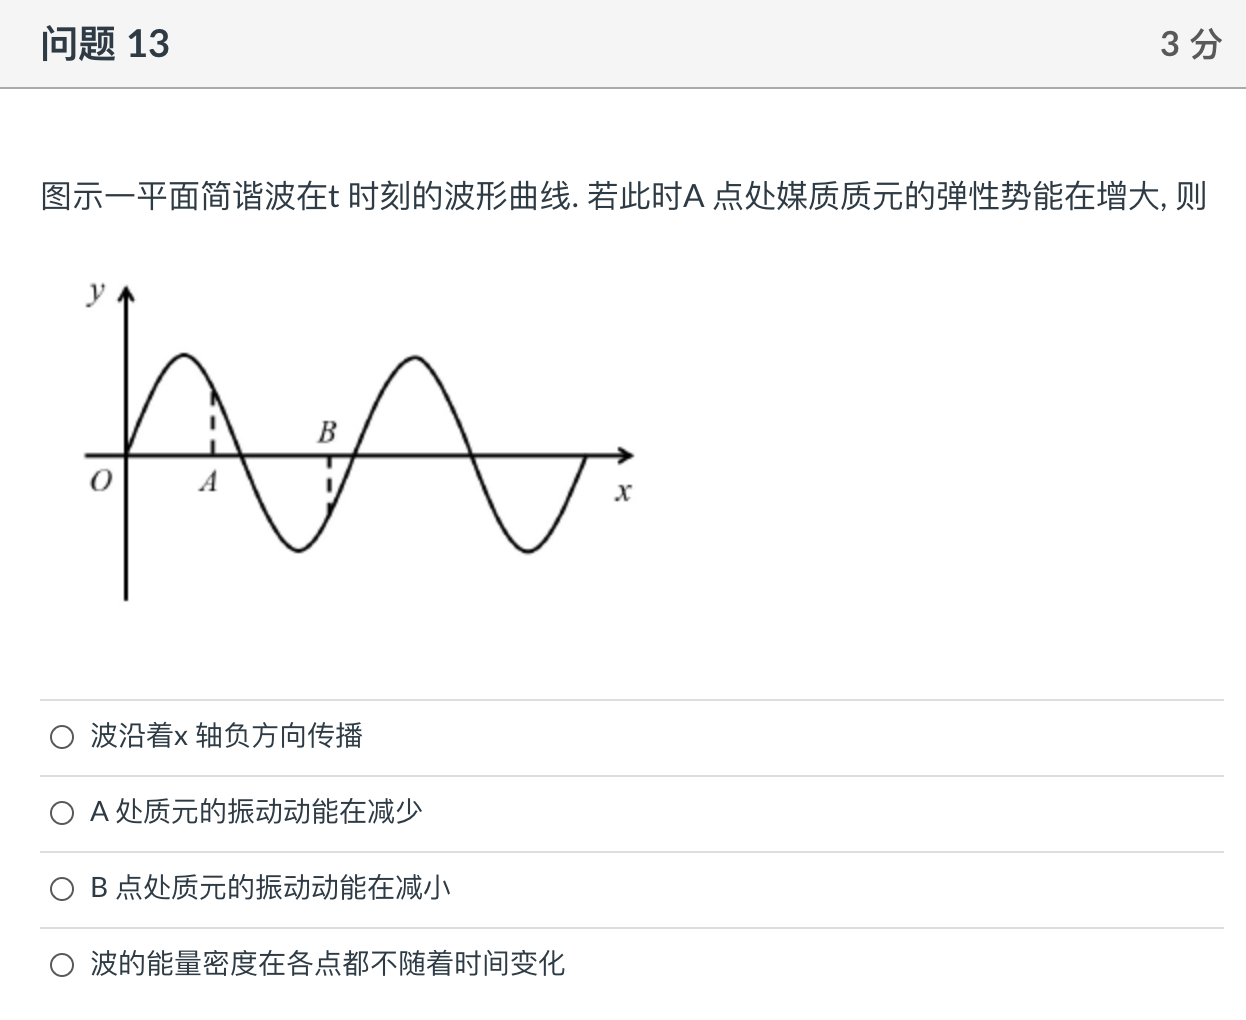 问题 13
3 分
图示一平面简谐波在t 时刻的波形曲线. 若此时A 点处媒质质元的弹性势能在增大, 则
y
B
O
A
x
波沿着x 轴负方向传播
A 处质元的振动动能在减少
B 点处质元的振动动能在减小
波的能量密度在各点都不随着时间变化